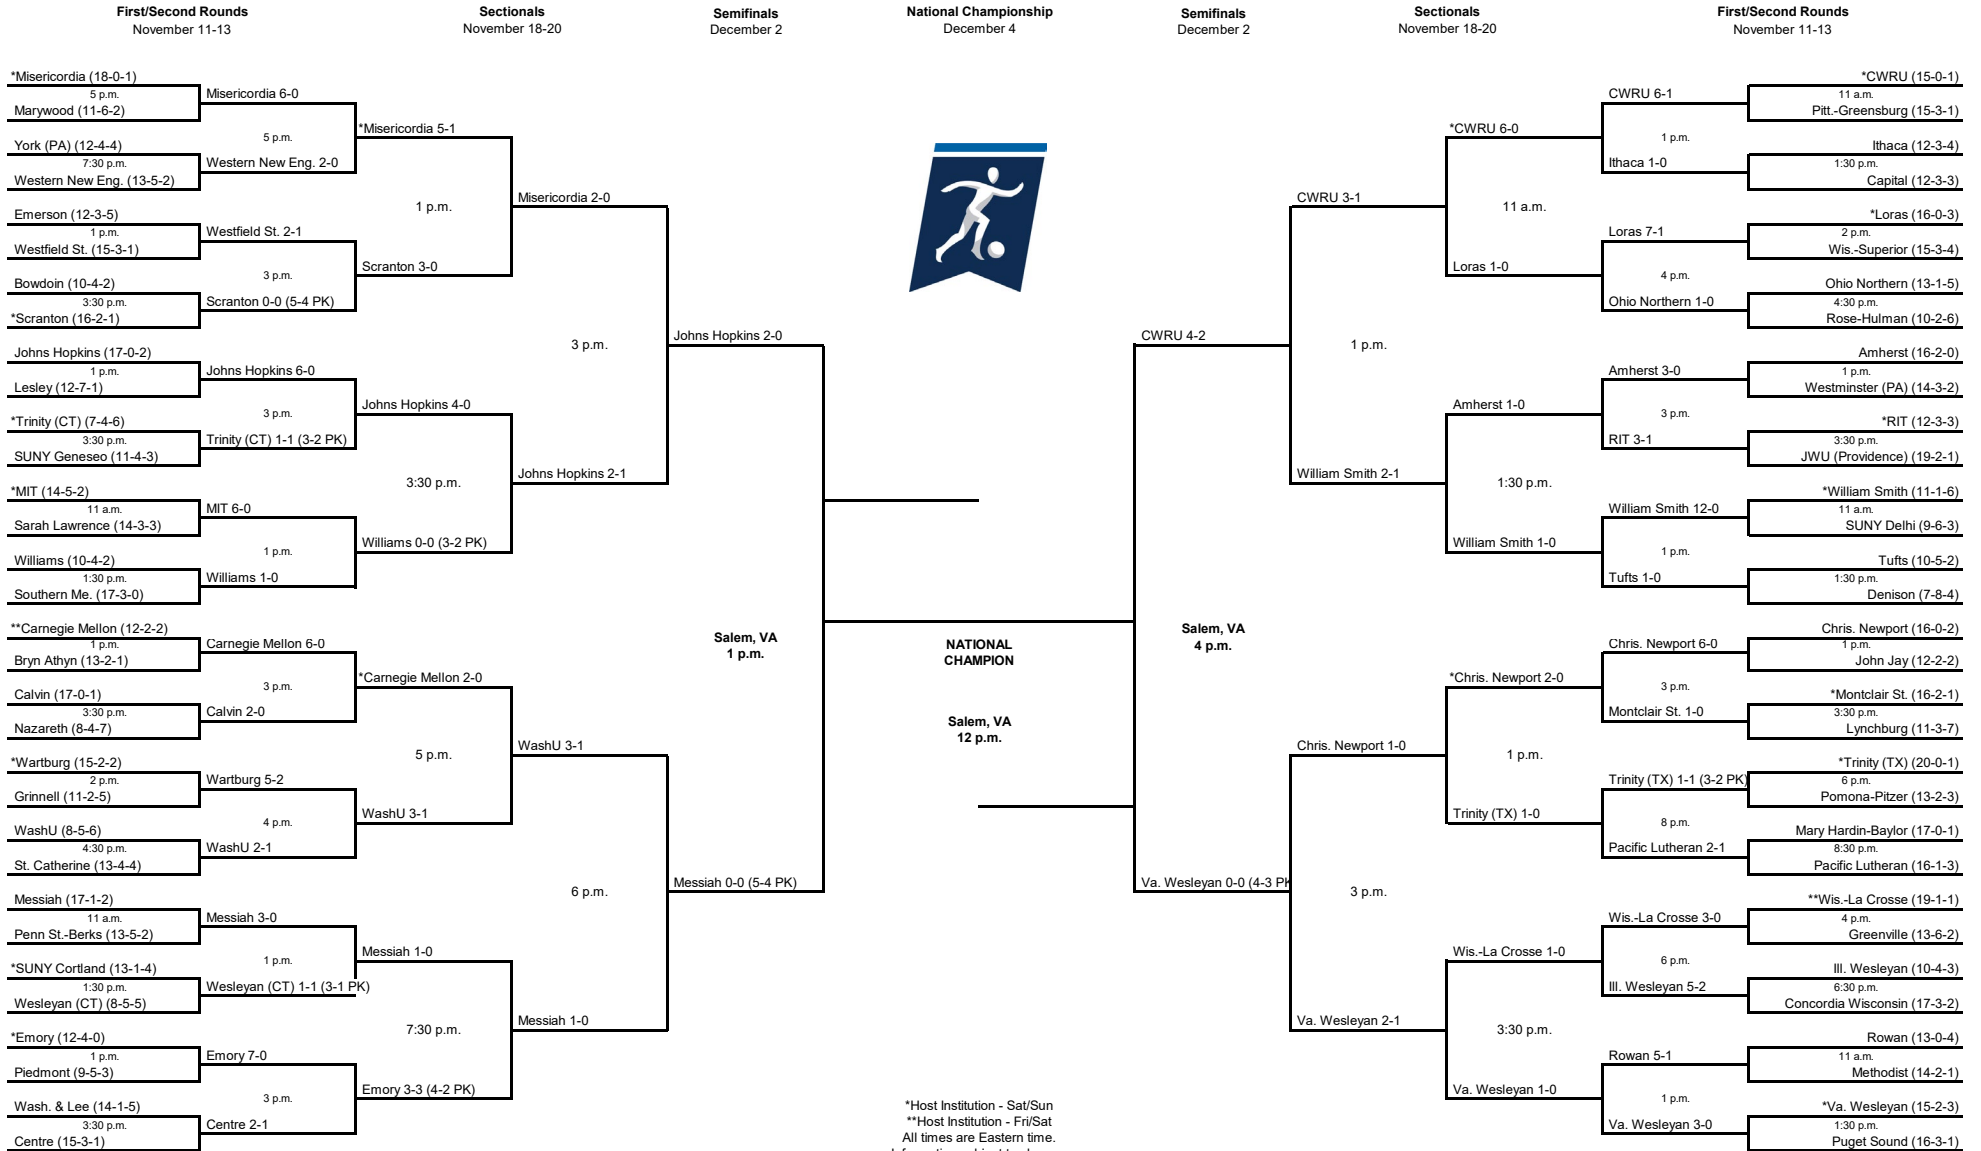 First/Second Rounds
November 11-13
Sectionals
November 18-20
Semifinals
December 2
National Championship
December 4
Semifinals
December 2
Sectionals
November 18-20
First/Second Rounds
November 11-13
*Misericordia (18-0-1)
5 p.m.
Marywood (11-6-2)
York (PA) (12-4-4)
7:30 p.m.
Western New Eng. (13-5-2)
Emerson (12-3-5)
1 p.m.
Westfield St. (15-3-1)
Bowdoin (10-4-2)
3:30 p.m.
*Scranton (16-2-1)
Johns Hopkins (17-0-2)
1 p.m.
Lesley (12-7-1)
*Trinity (CT) (7-4-6)
3:30 p.m.
SUNY Geneseo (11-4-3)
*MIT (14-5-2)
11 a.m.
Sarah Lawrence (14-3-3)
Williams (10-4-2)
1:30 p.m.
Southern Me. (17-3-0)
**Carnegie Mellon (12-2-2)
1 p.m.
Bryn Athyn (13-2-1)
Calvin (17-0-1)
3:30 p.m.
Nazareth (8-4-7)
*Wartburg (15-2-2)
2 p.m.
Grinnell (11-2-5)
WashU (8-5-6)
4:30 p.m.
St. Catherine (13-4-4)
Messiah (17-1-2)
11 a.m.
Penn St.-Berks (13-5-2)
*SUNY Cortland (13-1-4)
1:30 p.m.
Wesleyan (CT) (8-5-5)
*Emory (12-4-0)
1 p.m.
Piedmont (9-5-3)
Wash. & Lee (14-1-5)
3:30 p.m.
Centre (15-3-1)
Misericordia 6-0
5 p.m.
Western New Eng. 2-0
Westfield St. 2-1
3 p.m.
Scranton 0-0 (5-4 PK)
Johns Hopkins 6-0
3 p.m.
Trinity (CT) 1-1 (3-2 PK)
MIT 6-0
1 p.m.
Williams 1-0
Carnegie Mellon 6-0
3 p.m.
Calvin 2-0
Wartburg 5-2
4 p.m.
WashU 2-1
Messiah 3-0
1 p.m.
Wesleyan (CT) 1-1 (3-1 PK)
Emory 7-0
3 p.m.
Centre 2-1
*Misericordia 5-1
1 p.m.
Scranton 3-0
Johns Hopkins 4-0
3:30 p.m.
Williams 0-0 (3-2 PK)
*Carnegie Mellon 2-0
5 p.m.
WashU 3-1
Messiah 1-0
7:30 p.m.
Emory 3-3 (4-2 PK)
Misericordia 2-0
3 p.m.
Johns Hopkins 2-1
WashU 3-1
6 p.m.
Messiah 1-0
Johns Hopkins 2-0
Salem, VA
1 p.m.
Messiah 0-0 (5-4 PK)
NATIONAL
CHAMPION
Salem, VA
12 p.m.
CWRU 4-2
Salem, VA
4 p.m.
Va. Wesleyan 0-0 (4-3 PK
CWRU 3-1
1 p.m.
William Smith 2-1
Chris. Newport 1-0
3 p.m.
Va. Wesleyan 2-1
*CWRU 6-0
11 a.m.
Loras 1-0
Amherst 1-0
1:30 p.m.
William Smith 1-0
*Chris. Newport 2-0
1 p.m.
Trinity (TX) 1-0
Wis.-La Crosse 1-0
3:30 p.m.
Va. Wesleyan 1-0
CWRU 6-1
1 p.m.
Ithaca 1-0
Loras 7-1
4 p.m.
Ohio Northern 1-0
Amherst 3-0
3 p.m.
RIT 3-1
William Smith 12-0
1 p.m.
Tufts 1-0
Chris. Newport 6-0
3 p.m.
Montclair St. 1-0
Trinity (TX) 1-1 (3-2 PK)
8 p.m.
Pacific Lutheran 2-1
Wis.-La Crosse 3-0
6 p.m.
Ill. Wesleyan 5-2
Rowan 5-1
1 p.m.
Va. Wesleyan 3-0
*CWRU (15-0-1)
11 a.m.
Pitt.-Greensburg (15-3-1)
Ithaca (12-3-4)
1:30 p.m.
Capital (12-3-3)
*Loras (16-0-3)
2 p.m.
Wis.-Superior (15-3-4)
Ohio Northern (13-1-5)
4:30 p.m.
Rose-Hulman (10-2-6)
Amherst (16-2-0)
1 p.m.
Westminster (PA) (14-3-2)
*RIT (12-3-3)
3:30 p.m.
JWU (Providence) (19-2-1)
*William Smith (11-1-6)
11 a.m.
SUNY Delhi (9-6-3)
Tufts (10-5-2)
1:30 p.m.
Denison (7-8-4)
Chris. Newport (16-0-2)
1 p.m.
John Jay (12-2-2)
*Montclair St. (16-2-1)
3:30 p.m.
Lynchburg (11-3-7)
*Trinity (TX) (20-0-1)
6 p.m.
Pomona-Pitzer (13-2-3)
Mary Hardin-Baylor (17-0-1)
8:30 p.m.
Pacific Lutheran (16-1-3)
**Wis.-La Crosse (19-1-1)
4 p.m.
Greenville (13-6-2)
Ill. Wesleyan (10-4-3)
6:30 p.m.
Concordia Wisconsin (17-3-2)
Rowan (13-0-4)
11 a.m.
Methodist (14-2-1)
*Va. Wesleyan (15-2-3)
1:30 p.m.
Puget Sound (16-3-1)
*Host Institution - Sat/Sun
**Host Institution - Fri/Sat
All times are Eastern time.